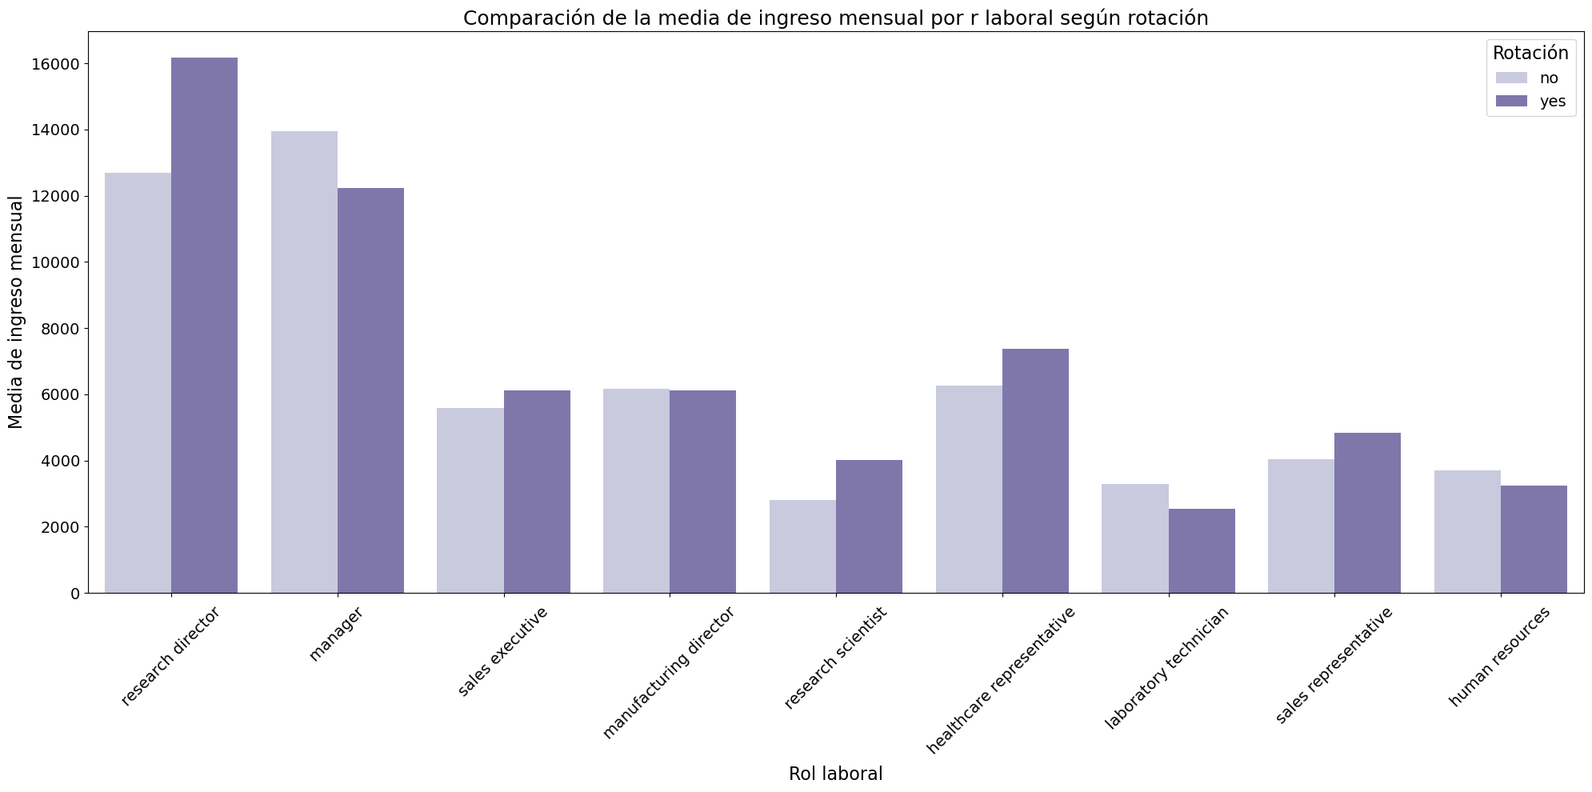 Comparación de la media de ingreso mensual por r laboral según rotación
Rotación
no
yes
Media de ingreso mensual
16000
14000
12000
10000
8000
6000
4000
2000
0
research director
manager
sales executive
manufacturing director
research scientist
healthcare representative
laboratory technician
sales representative
human resources
Rol laboral